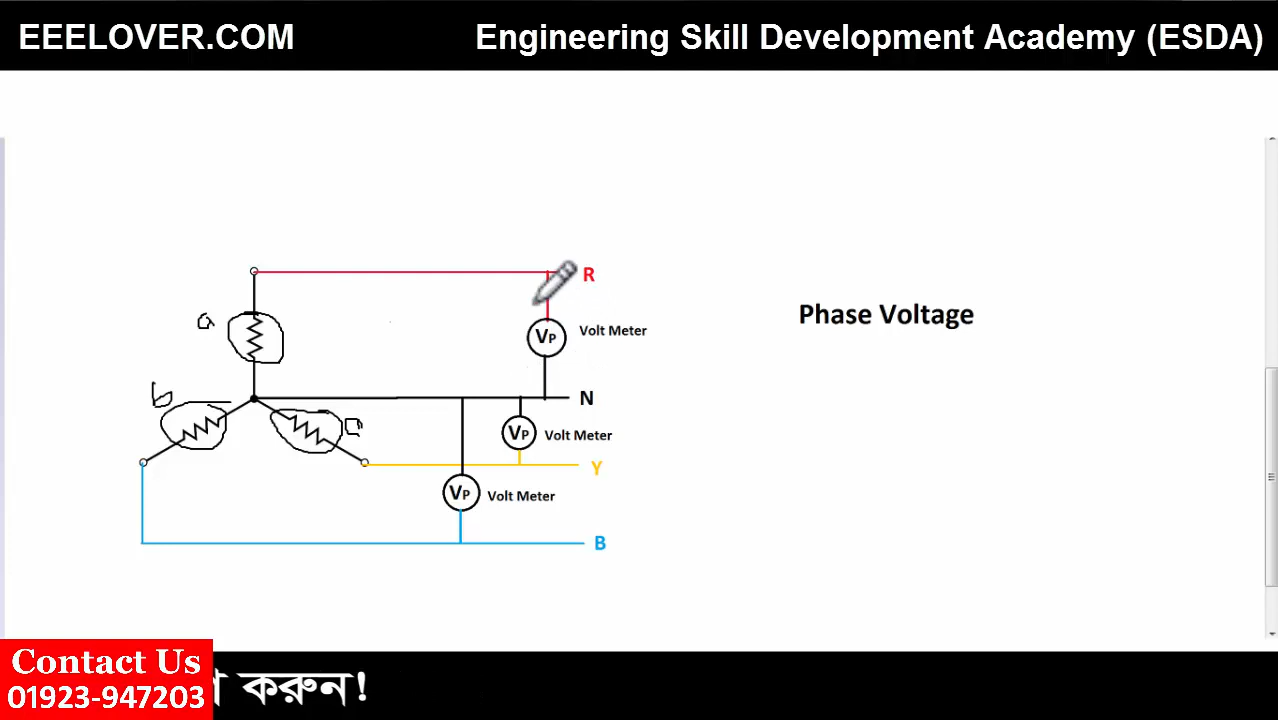 EEELOVER.COM
Engineering Skill Development Academy (ESDA)
R
a
Volt Meter
VP
Phase Voltage
b
N
VP
Volt Meter
Y
VP
Volt Meter
B
Contact Us
01923-947203
করুন!